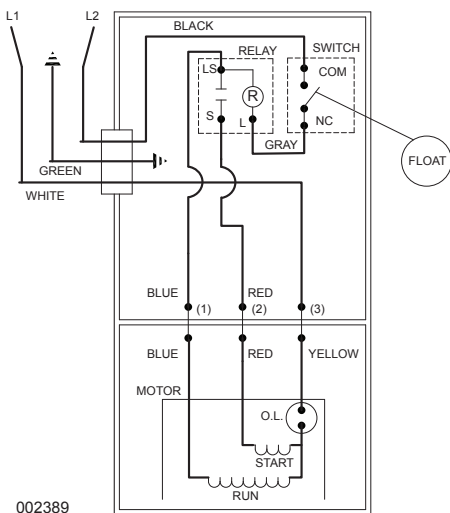 L1
L2
BLACK
RELAY
SWITCH
LS
COM
R
S
L
NC
GRAY
FLOAT
GREEN
WHITE
BLUE
(1)
RED
(2)
(3)
BLUE
RED
YELLOW
MOTOR
O.L.
START
RUN
002389